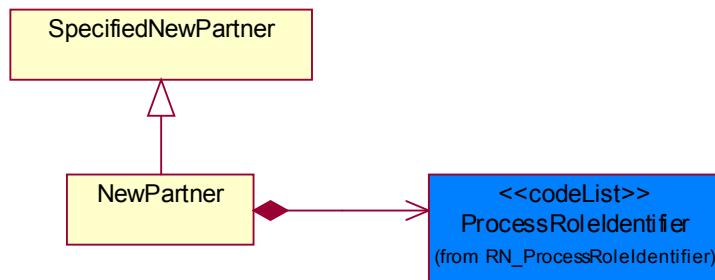 SpecifiedNewPartner
NewPartner
<<codeList>>
ProcessRoleIdentifier
(from RN_ProcessRoleIdentifier)